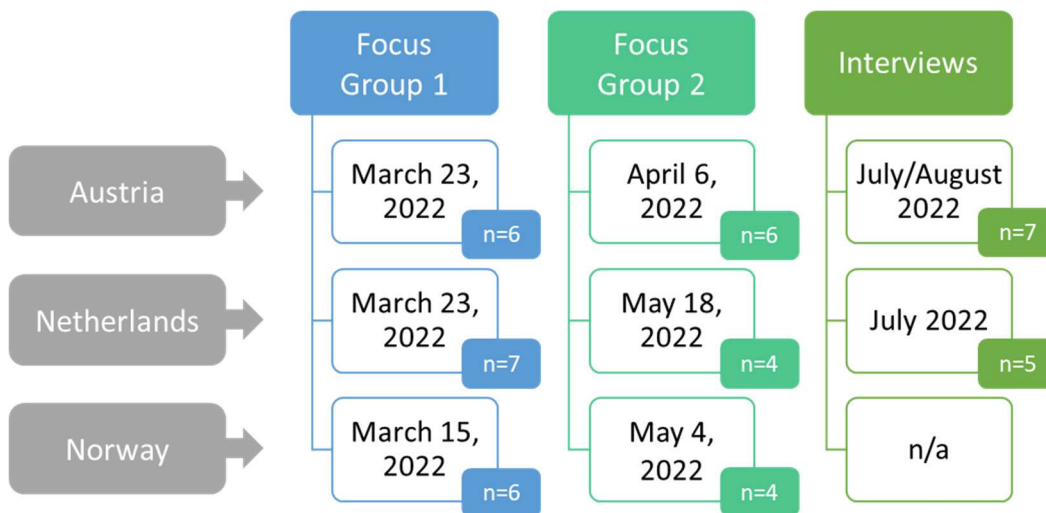 Focus
Group 1
Focus
Group 2
Interviews
Austria
March 23,
2022
n=6
April 6,
2022
n=6
July/August
2022
n=7
Netherlands
March 23,
2022
n=7
May 18,
2022
n=4
July 2022
n=5
Norway
March 15,
2022
n=6
May 4,
2022
n=4
n/a